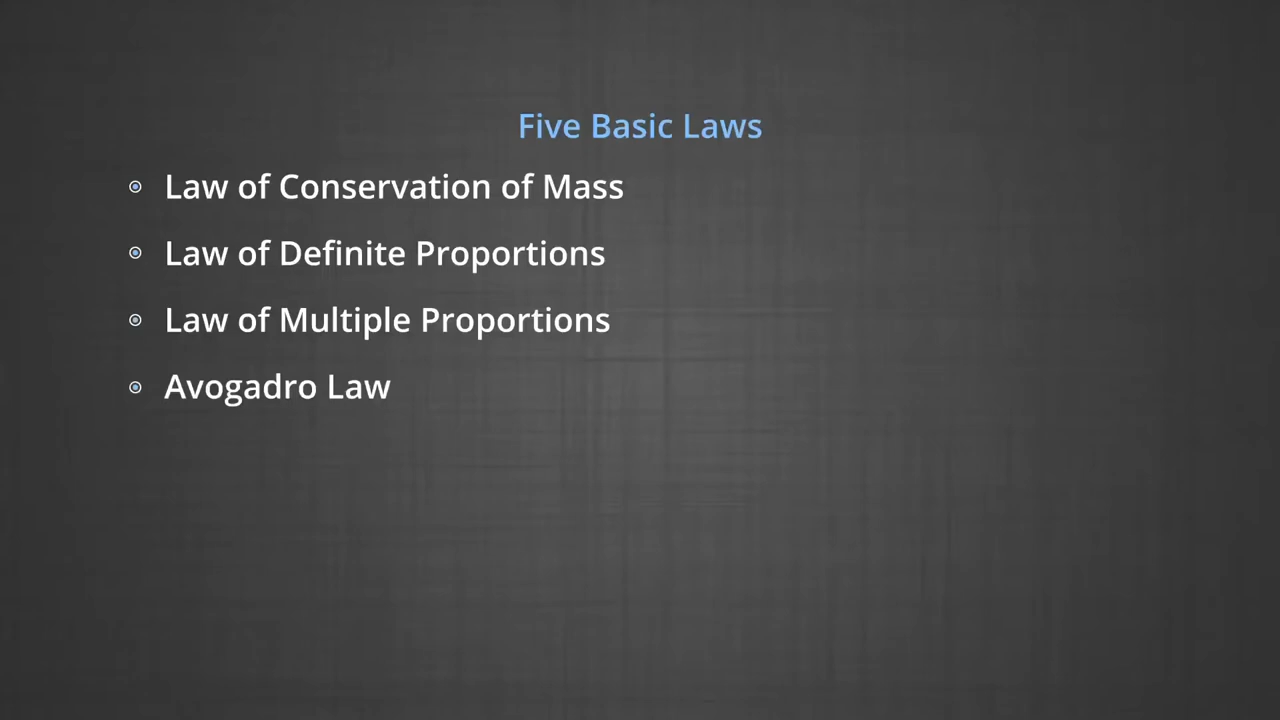 Five Basic Laws
Law of Conservation of Mass
Law of Definite Proportions
Law of Multiple Proportions
Avogadro Law